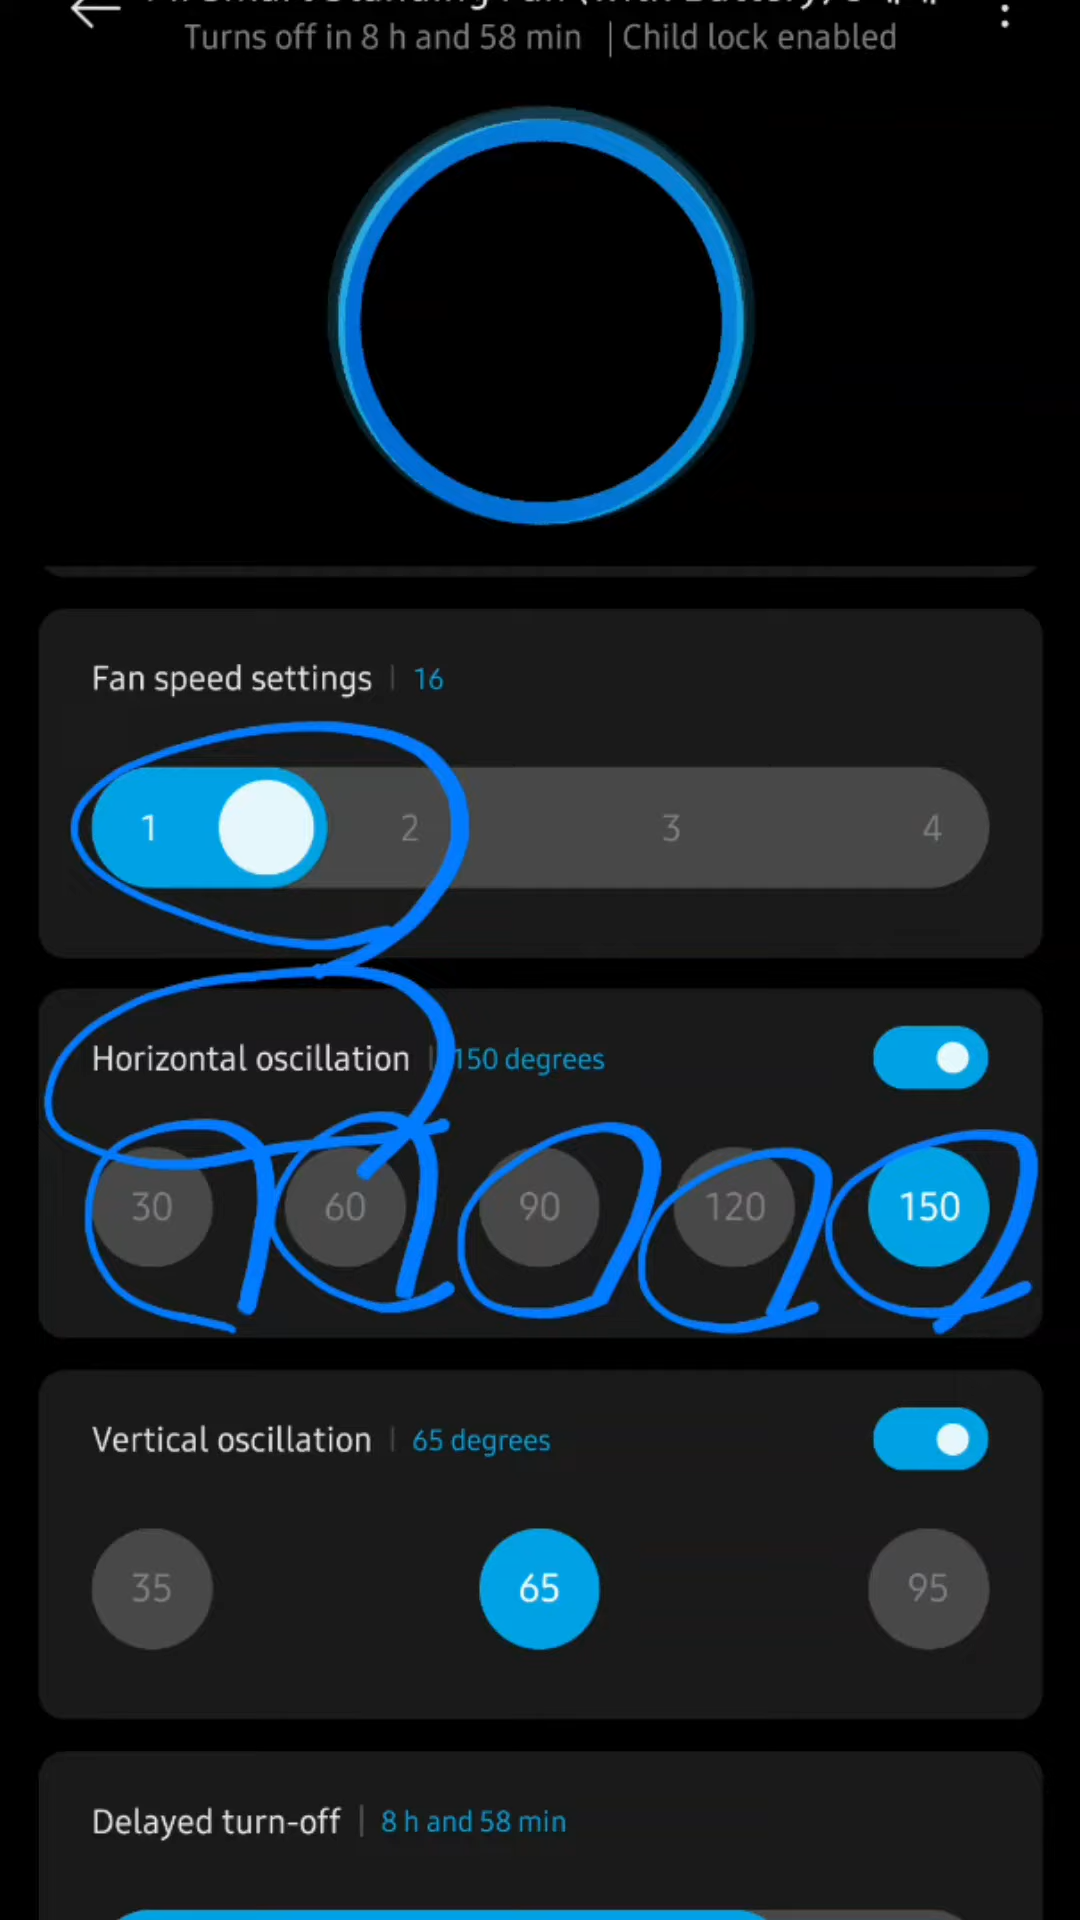 Turns off in 8 h and 58 min | Child lock enabled
Fan speed settings | 16
1 2 3 4
Horizontal oscillation | 150 degrees
30 60 90 120 150
Vertical oscillation | 65 degrees
35 65 95
Delayed turn-off | 8 h and 58 min